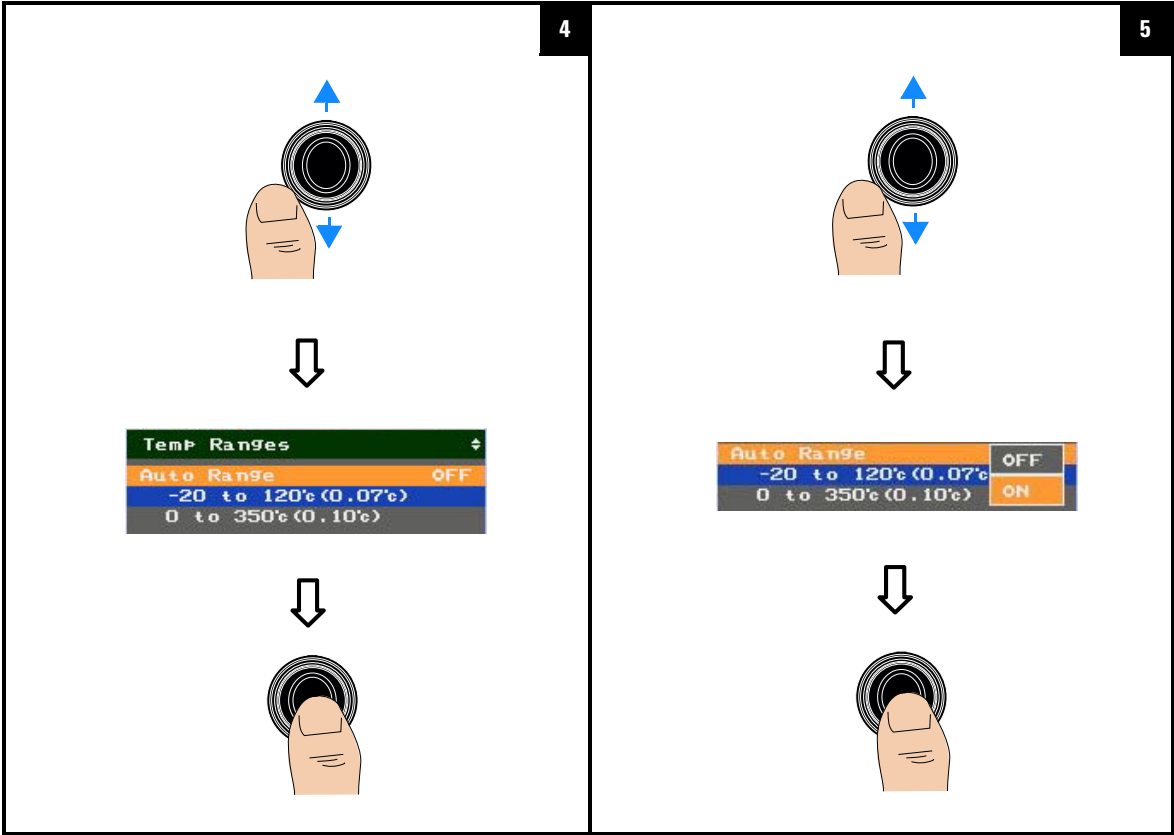 4
Temp Ranges
Auto Range OFF
-20 to 120℃(0.07℃)
0 to 350℃(0.10℃)
5
Auto Range
OFF
-20 to 120℃(0.07℃
0 to 350℃(0.10℃)
ON